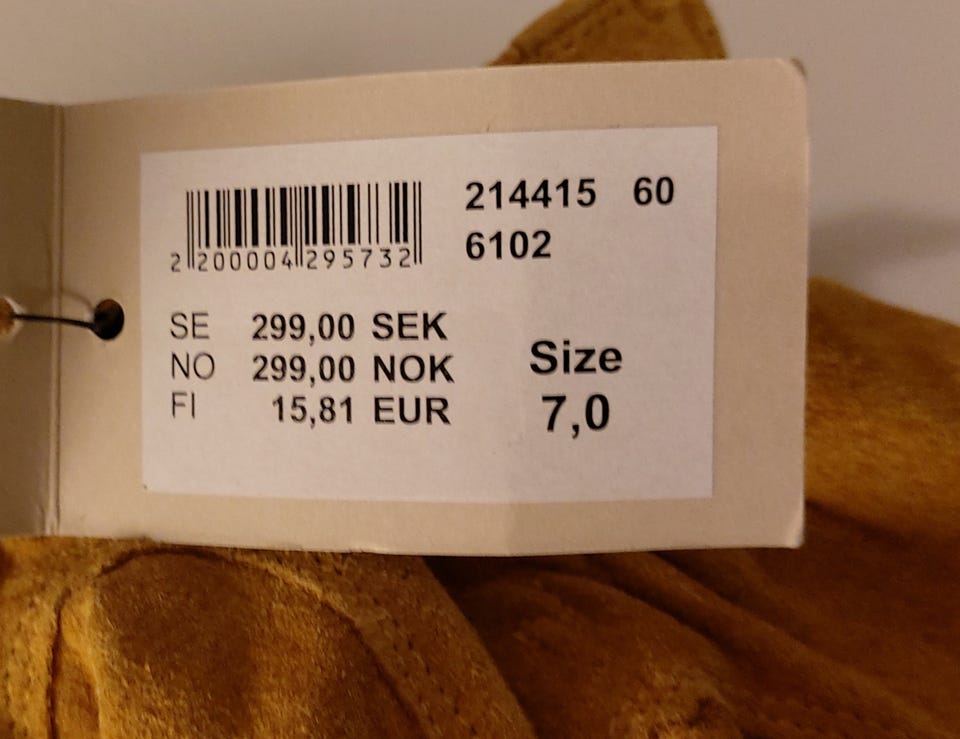 214415 60
6102
2 200004 295732
SE 299,00 SEK
NO 299,00 NOK
FI 15,81 EUR
Size
7,0